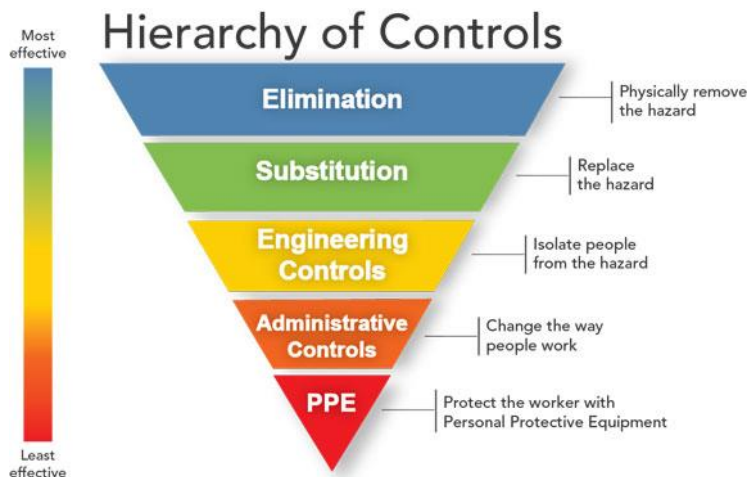 Hierarchy of Controls
Most
effective
Elimination
Physically remove
the hazard
Substitution
Replace
the hazard
Engineering
Controls
Isolate people
from the hazard
Administrative
Controls
Change the way
people work
PPE
Protect the worker with
Personal Protective Equipment
Least
effective